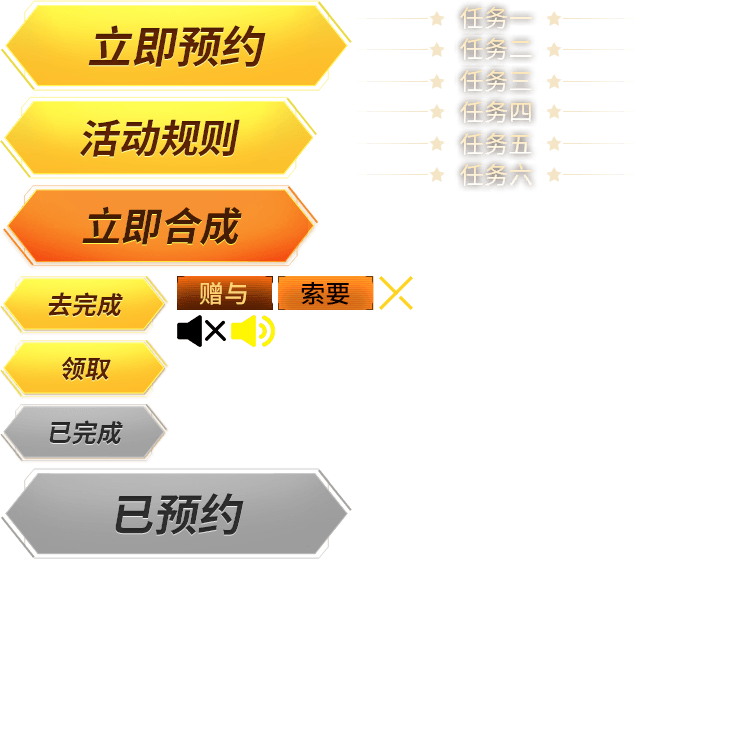 立即预约
活动规则
立即合成
去完成
领取
已完成
已预约
赠与
索要
任务一
任务二
任务三
任务四
任务五
任务六